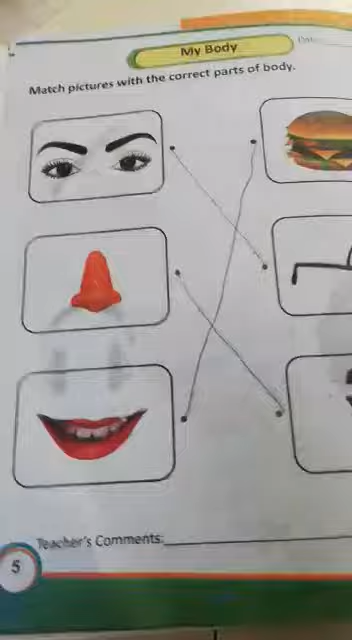 My Body
Match pictures with the correct parts of body.
Teacher's Comments:
5